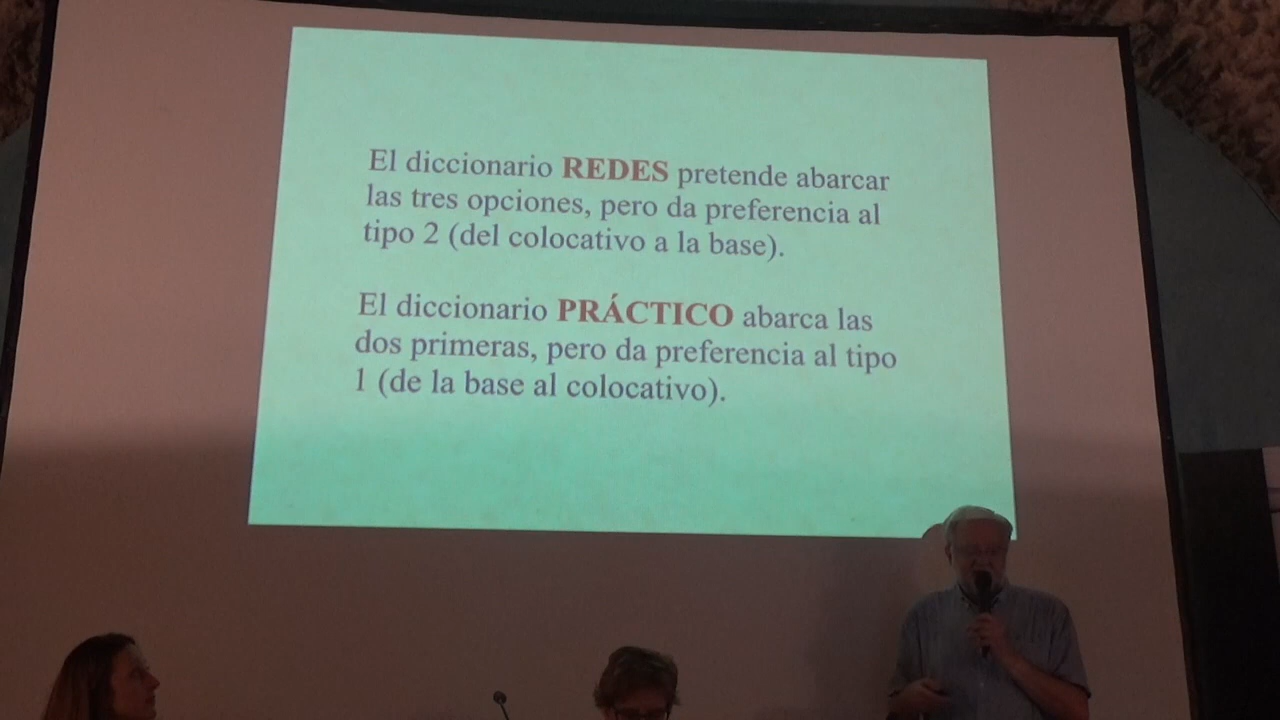 El diccionario REDES pretende abarcar
las tres opciones, pero da preferencia al
tipo 2 (del colocativo a la base).
El diccionario PRÁCTICO abarca las
dos primeras, pero da preferencia al tipo
1 (de la base al colocativo).